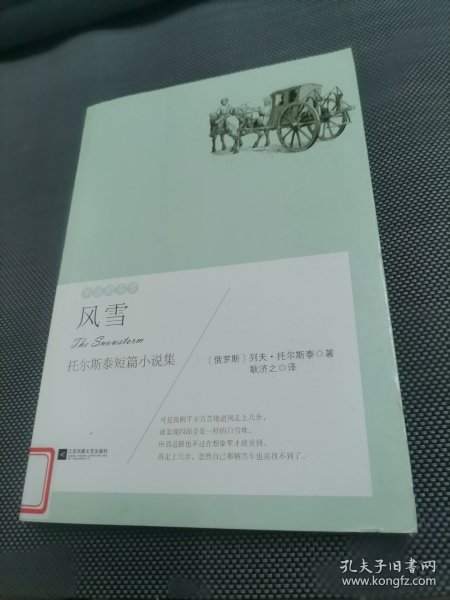 风雪
The Snowstorm
托尔斯泰短篇小说集
〔俄罗斯〕列夫·托尔斯泰◎著
耿济之◎译
可是我刚千辛万苦地逆风走上几步,
就发现四面全是一样的白雪堆。
所谓道路也不过在想象里才能见到。
再走上几步,忽然自己那辆雪车也竟找不到了。
江苏凤凰文艺出版社
孔夫子旧书网
www.kongfz.com